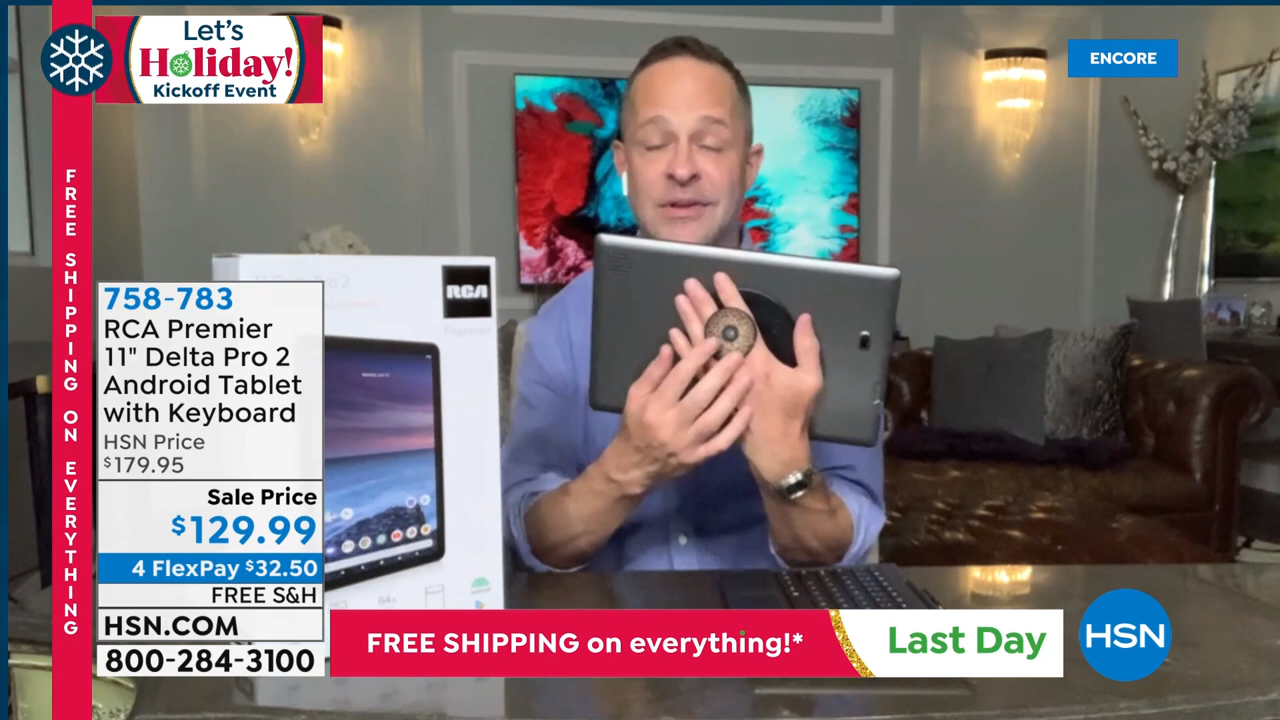 Let's
Holiday!
Kickoff Event
ENCORE
FREE SHIPPING ON EVERYTHING
RCA
758-783
RCA Premier
11" Delta Pro 2
Android Tablet
with Keyboard
HSN Price
$179.95
Sale Price
$129.99
4 FlexPay $32.50
FREE S&H
HSN.COM
800-284-3100
FREE SHIPPING on everything!*
Last Day
HSN